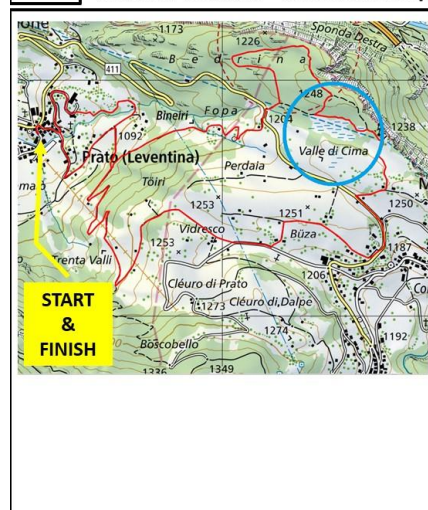 1173
Sponda Destra
1226
Bedrina
411
1248
Fopa
Bineiri
1204
1238
1092
Valle di Cima
Prato (Leventina)
Perdaia
Töiri
1253
1250
1251
Vidresco
Büza
1253
1187
Trenta Valli
1206
Cléuro di Prato
START
&
FINISH
1273
Cléuro di Dalpe
1274
1192
Boscobello
1336
1349